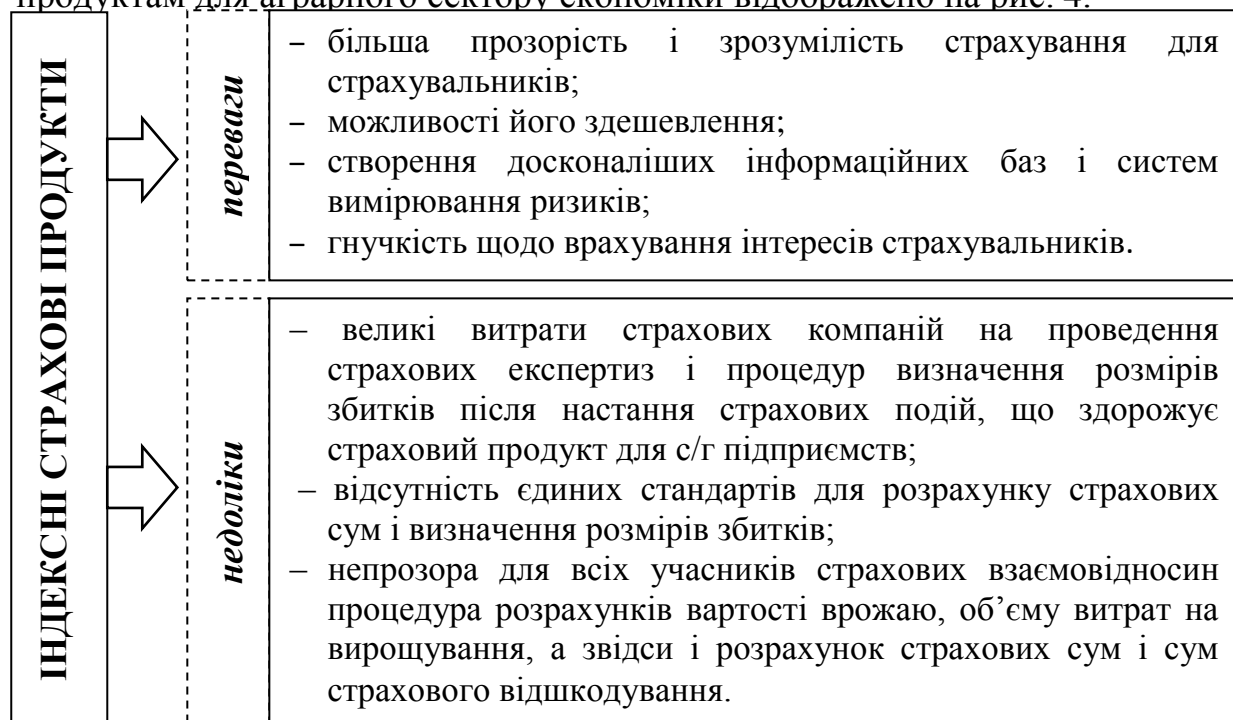 продуктам для аграрного сектору економіки відображено на рис. 4.
ІНДЕКСНІ СТРАХОВІ ПРОДУКТИ
переваги
– більша прозорість і зрозумілість страхування для
страхувальників;
– можливості його здешевлення;
– створення досконаліших інформаційних баз і систем
вимірювання ризиків;
– гнучкість щодо врахування інтересів страхувальників.
недоліки
– великі витрати страхових компаній на проведення
страхових експертиз і процедур визначення розмірів
збитків після настання страхових подій, що здорожує
страховий продукт для с/г підприємств;
– відсутність єдиних стандартів для розрахунку страхових
сум і визначення розмірів збитків;
– непрозора для всіх учасників страхових взаємовідносин
процедура розрахунків вартості врожаю, об’єму витрат на
вирощування, а звідси і розрахунок страхових сум і сум
страхового відшкодування.